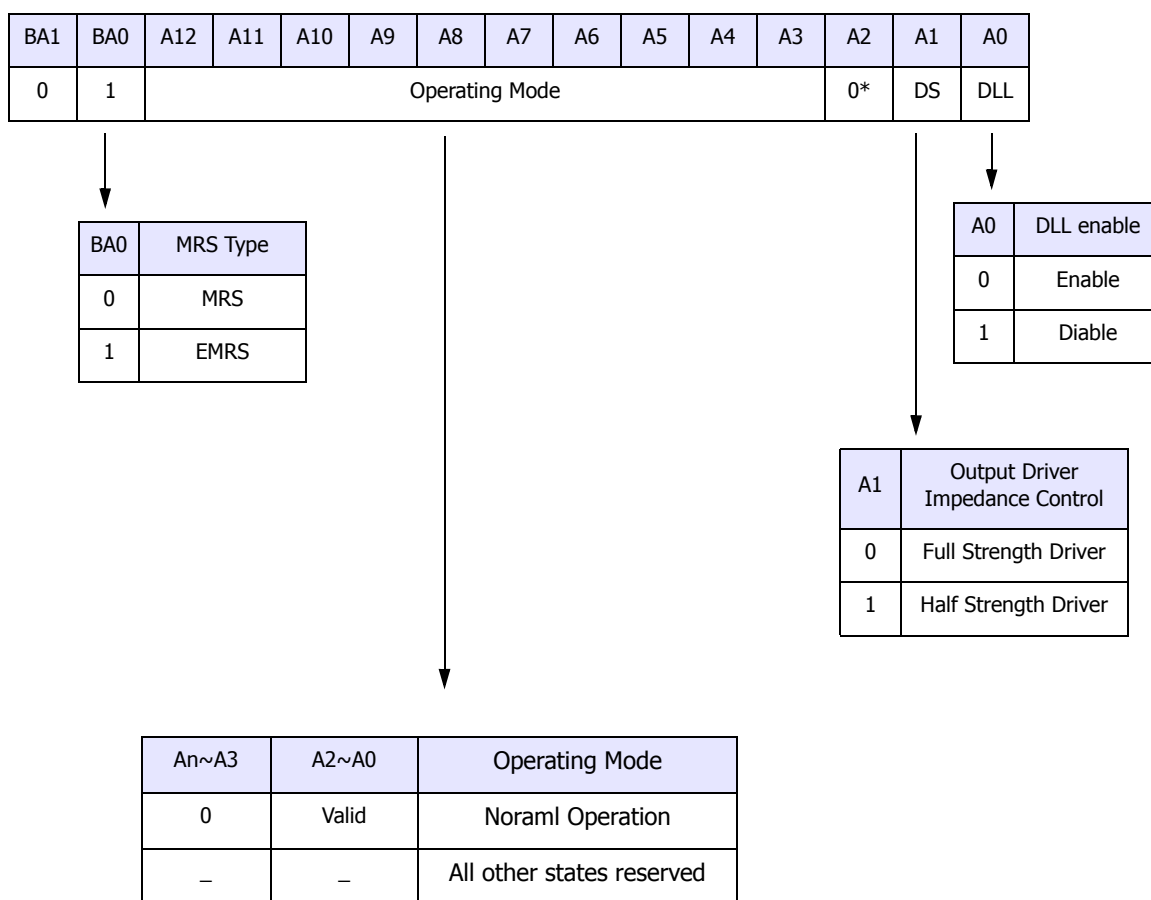 BA1 BA0 A12 A11 A10 A9 A8 A7 A6 A5 A4 A3 A2 A1 A0
0 1 Operating Mode 0* DS DLL
BA0 MRS Type
0 MRS
1 EMRS
A0 DLL enable
0 Enable
1 Diable
A1 Output Driver
Impedance Control
0 Full Strength Driver
1 Half Strength Driver
An~A3 A2~A0 Operating Mode
0 Valid Noraml Operation
_ _ All other states reserved